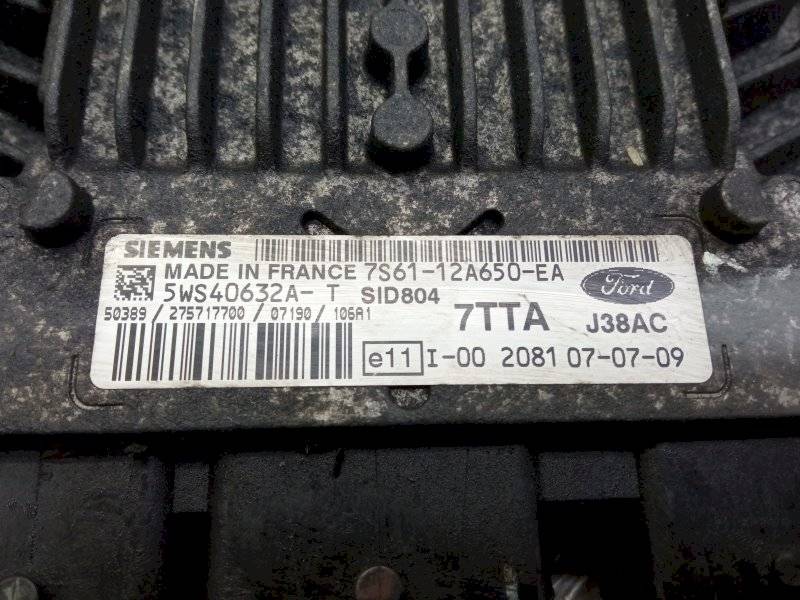 SIEMENS
MADE IN FRANCE 7S61-12A650-EA
5WS40632A-T SID804
Ford
50389 / 275717700 / 07190 / 106A1
7TTA J38AC
e11 I-00 2081 07-07-09